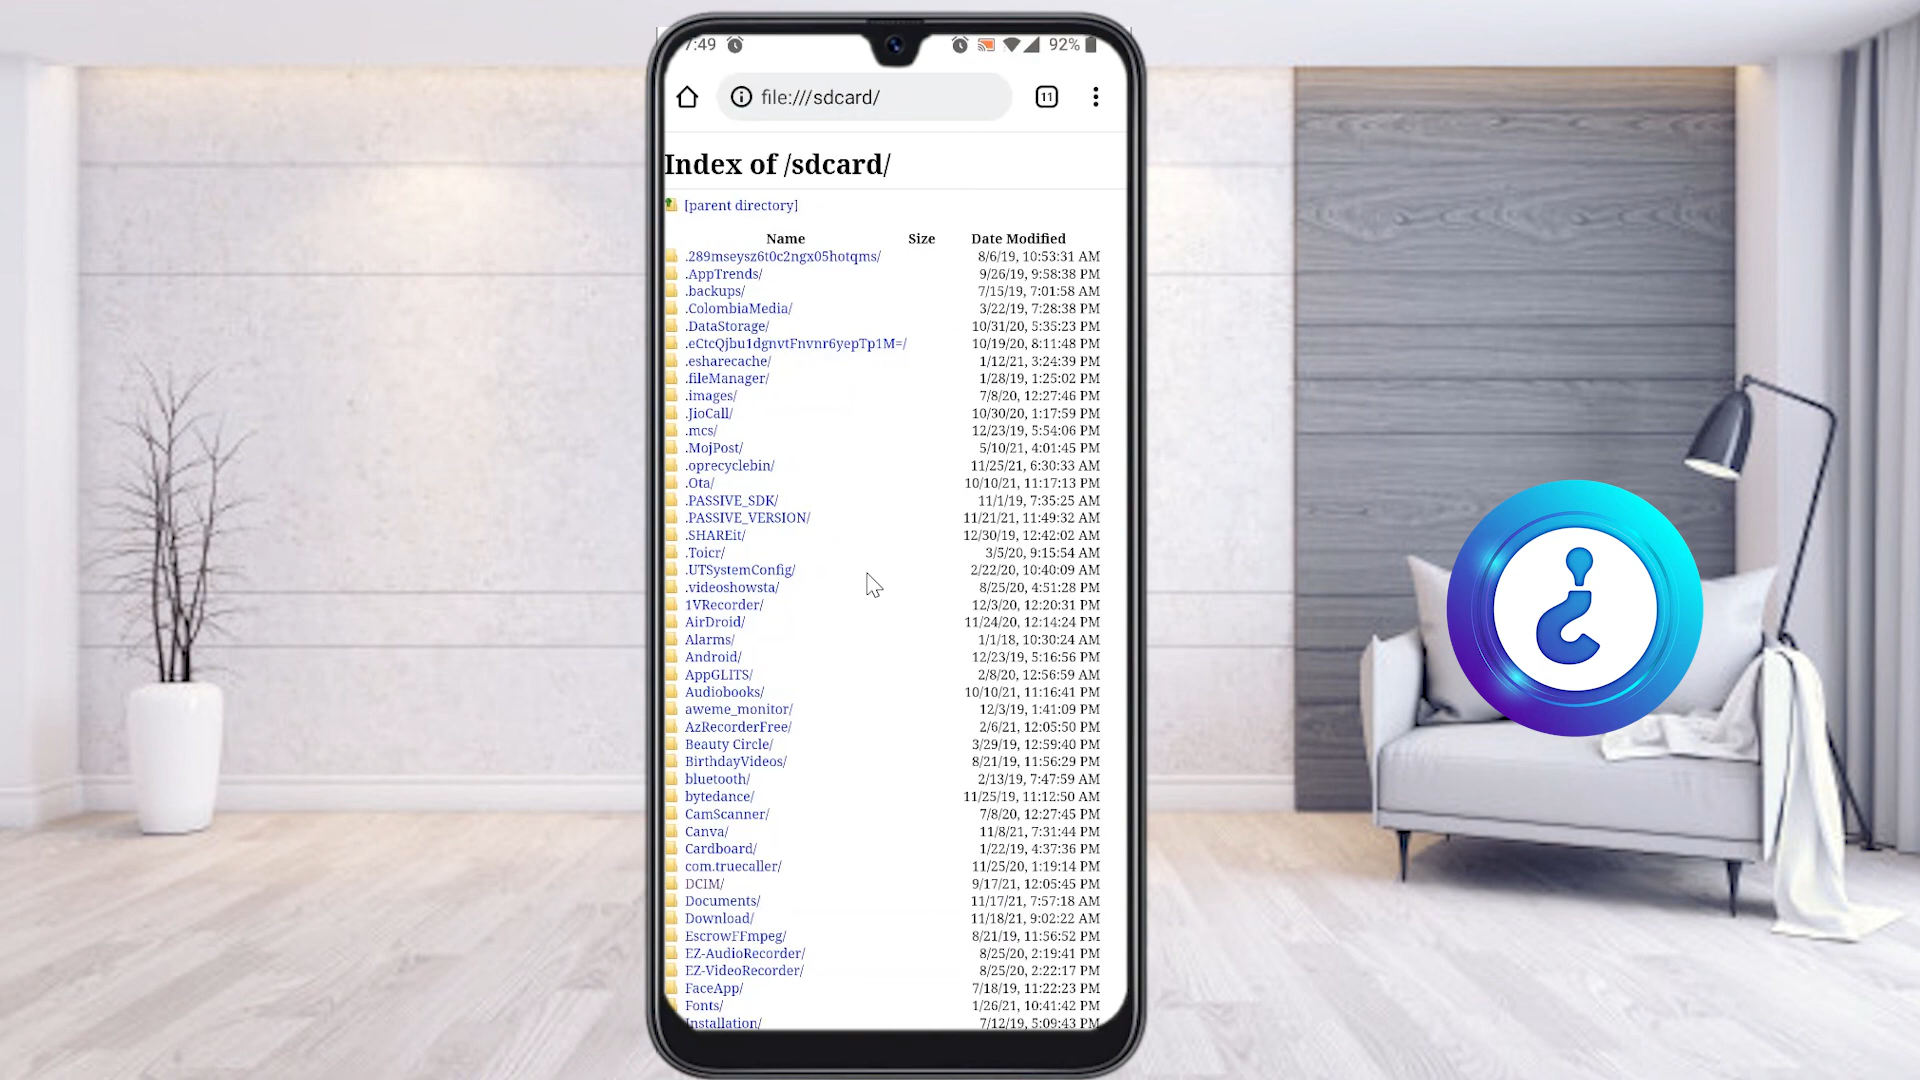 7:49 92%
file:///sdcard/ 11
Index of /sdcard/
[parent directory]
Name Size Date Modified
.289mseysz6t0c2ngx05hotqms/ 8/6/19, 10:53:31 AM
.AppTrends/ 9/26/19, 9:58:38 PM
.backups/ 7/15/19, 7:01:58 AM
.ColombiaMedia/ 3/22/19, 7:28:38 PM
.DataStorage/ 10/31/20, 5:35:23 PM
.eCtcQjbu1dgnvtFnvnr6yepTp1M=/ 10/19/20, 8:11:48 PM
.esharecache/ 1/12/21, 3:24:39 PM
.fileManager/ 1/28/19, 1:25:02 PM
.images/ 7/8/20, 12:27:46 PM
.JioCall/ 10/30/20, 1:17:59 PM
.mcs/ 12/23/19, 5:54:06 PM
.MojPost/ 5/10/21, 4:01:45 PM
.oprecyclebin/ 11/25/21, 6:30:33 AM
.Ota/ 10/10/21, 11:17:13 PM
.PASSIVE_SDK/ 11/1/19, 7:35:25 AM
.PASSIVE_VERSION/ 11/21/21, 11:49:32 AM
.SHAREit/ 12/30/19, 12:42:02 AM
.Toicr/ 3/5/20, 9:15:54 AM
.UTSystemConfig/ 2/22/20, 10:40:09 AM
.videoshowsta/ 8/25/20, 4:51:28 PM
1VRecorder/ 12/3/20, 12:20:31 PM
AirDroid/ 11/24/20, 12:14:24 PM
Alarms/ 1/1/18, 10:30:24 AM
Android/ 12/23/19, 5:16:56 PM
AppGLITS/ 2/8/20, 12:56:59 AM
Audiobooks/ 10/10/21, 11:16:41 PM
aweme_monitor/ 12/3/19, 1:41:09 PM
AzRecorderFree/ 2/6/21, 12:05:50 PM
Beauty Circle/ 3/29/19, 12:59:40 PM
BirthdayVideos/ 8/21/19, 11:56:29 PM
bluetooth/ 2/13/19, 7:47:59 AM
bytedance/ 11/25/19, 11:12:50 AM
CamScanner/ 7/8/20, 12:27:45 PM
Canva/ 11/8/21, 7:31:44 PM
Cardboard/ 1/22/19, 4:37:36 PM
com.truecaller/ 11/25/20, 1:19:14 PM
DCIM/ 9/17/21, 12:05:45 PM
Documents/ 11/17/21, 7:57:18 AM
Download/ 11/18/21, 9:02:22 AM
EscrowFFmpeg/ 8/21/19, 11:56:52 PM
EZ-AudioRecorder/ 8/25/20, 2:19:41 PM
EZ-VideoRecorder/ 8/25/20, 2:22:17 PM
FaceApp/ 7/18/19, 11:22:23 PM
Fonts/ 1/26/21, 10:41:42 PM
Installation/ 7/12/19, 5:09:43 PM